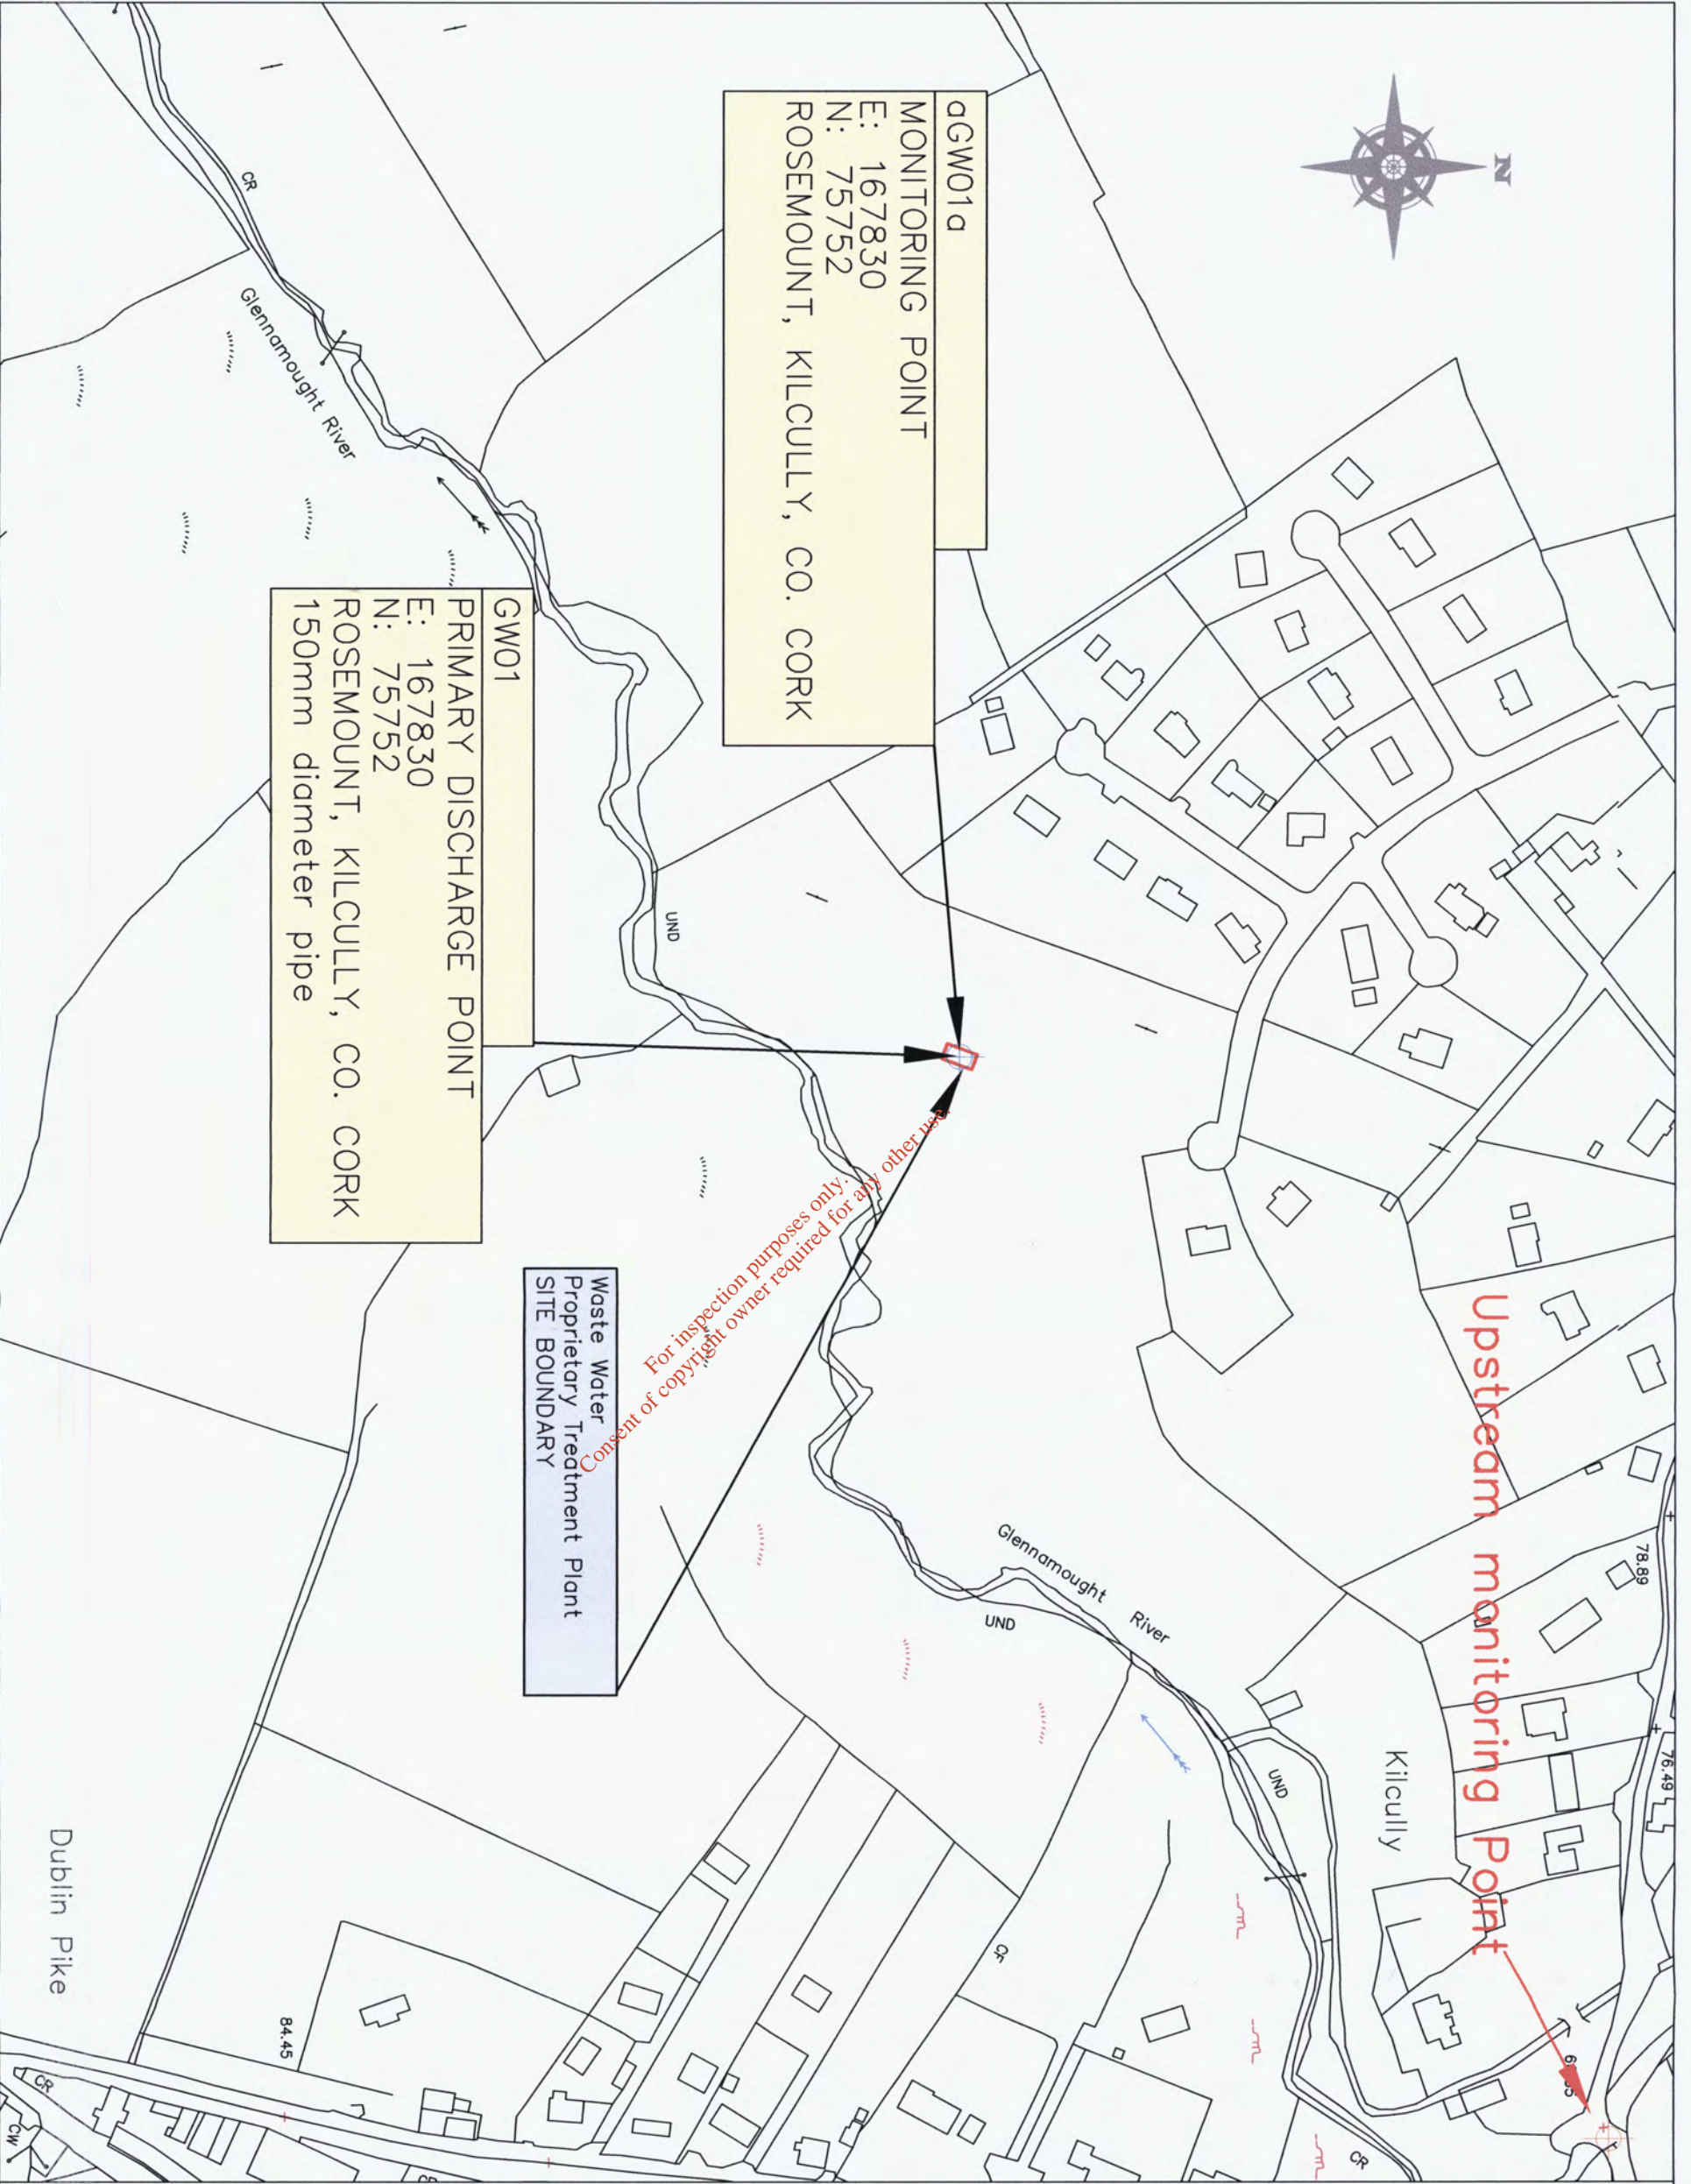 N
aGW01a
MONITORING POINT
E: 167830
N: 75752
ROSEMOUNT, KILCULLY, CO. CORK
Upstream monitoring Point
78.89
76.49
Kilcully
Glennamought River
UND
UND
CR
CR
Glennamought River
UND
GW01
PRIMARY DISCHARGE POINT
E: 167830
N: 75752
ROSEMOUNT, KILCULLY, CO. CORK
150mm diameter pipe
Waste Water
Proprietary Treatment Plant
SITE BOUNDARY
For inspection purposes only.
Consent of copyright owner required for any other use.
CF
84.45
Dublin Pike
CR
CW